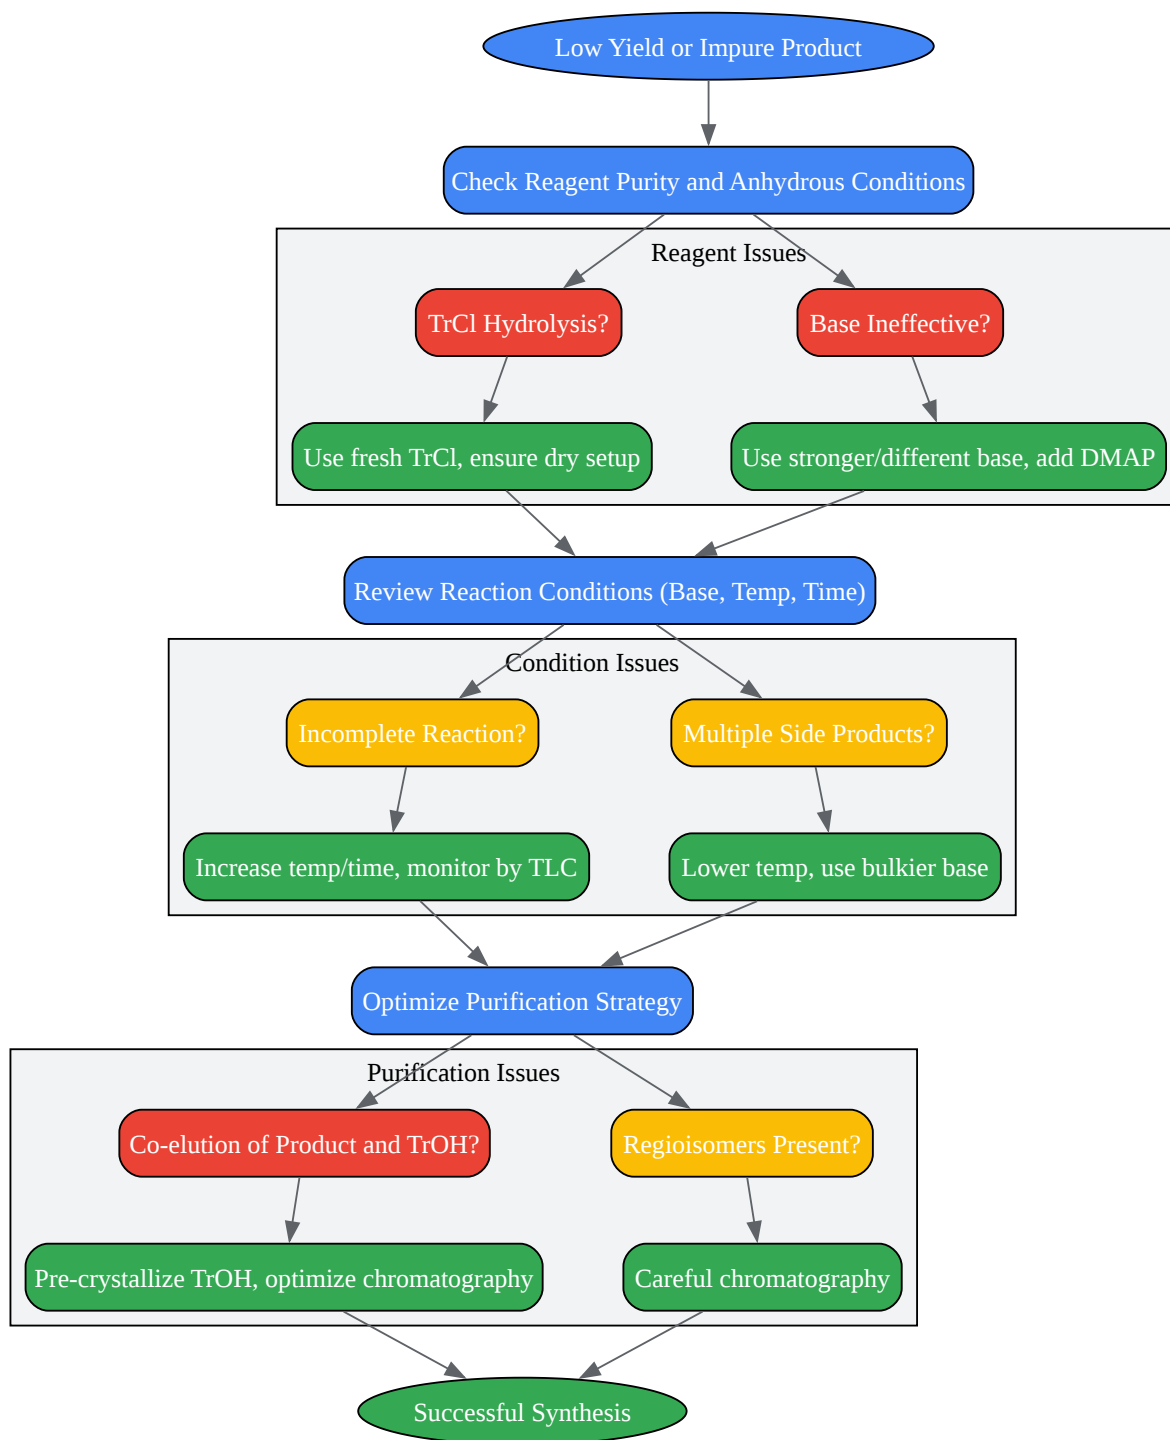 Low Yield or Impure Product
Check Reagent Purity and Anhydrous Conditions
Reagent Issues
TrCl Hydrolysis?
Base Ineffective?
Use fresh TrCl, ensure dry setup
Use stronger/different base, add DMAP
Review Reaction Conditions (Base, Temp, Time)
Condition Issues
Incomplete Reaction?
Multiple Side Products?
Increase temp/time, monitor by TLC
Lower temp, use bulkier base
Optimize Purification Strategy
Purification Issues
Co-elution of Product and TrOH?
Regioisomers Present?
Pre-crystallize TrOH, optimize chromatography
Careful chromatography
Successful Synthesis